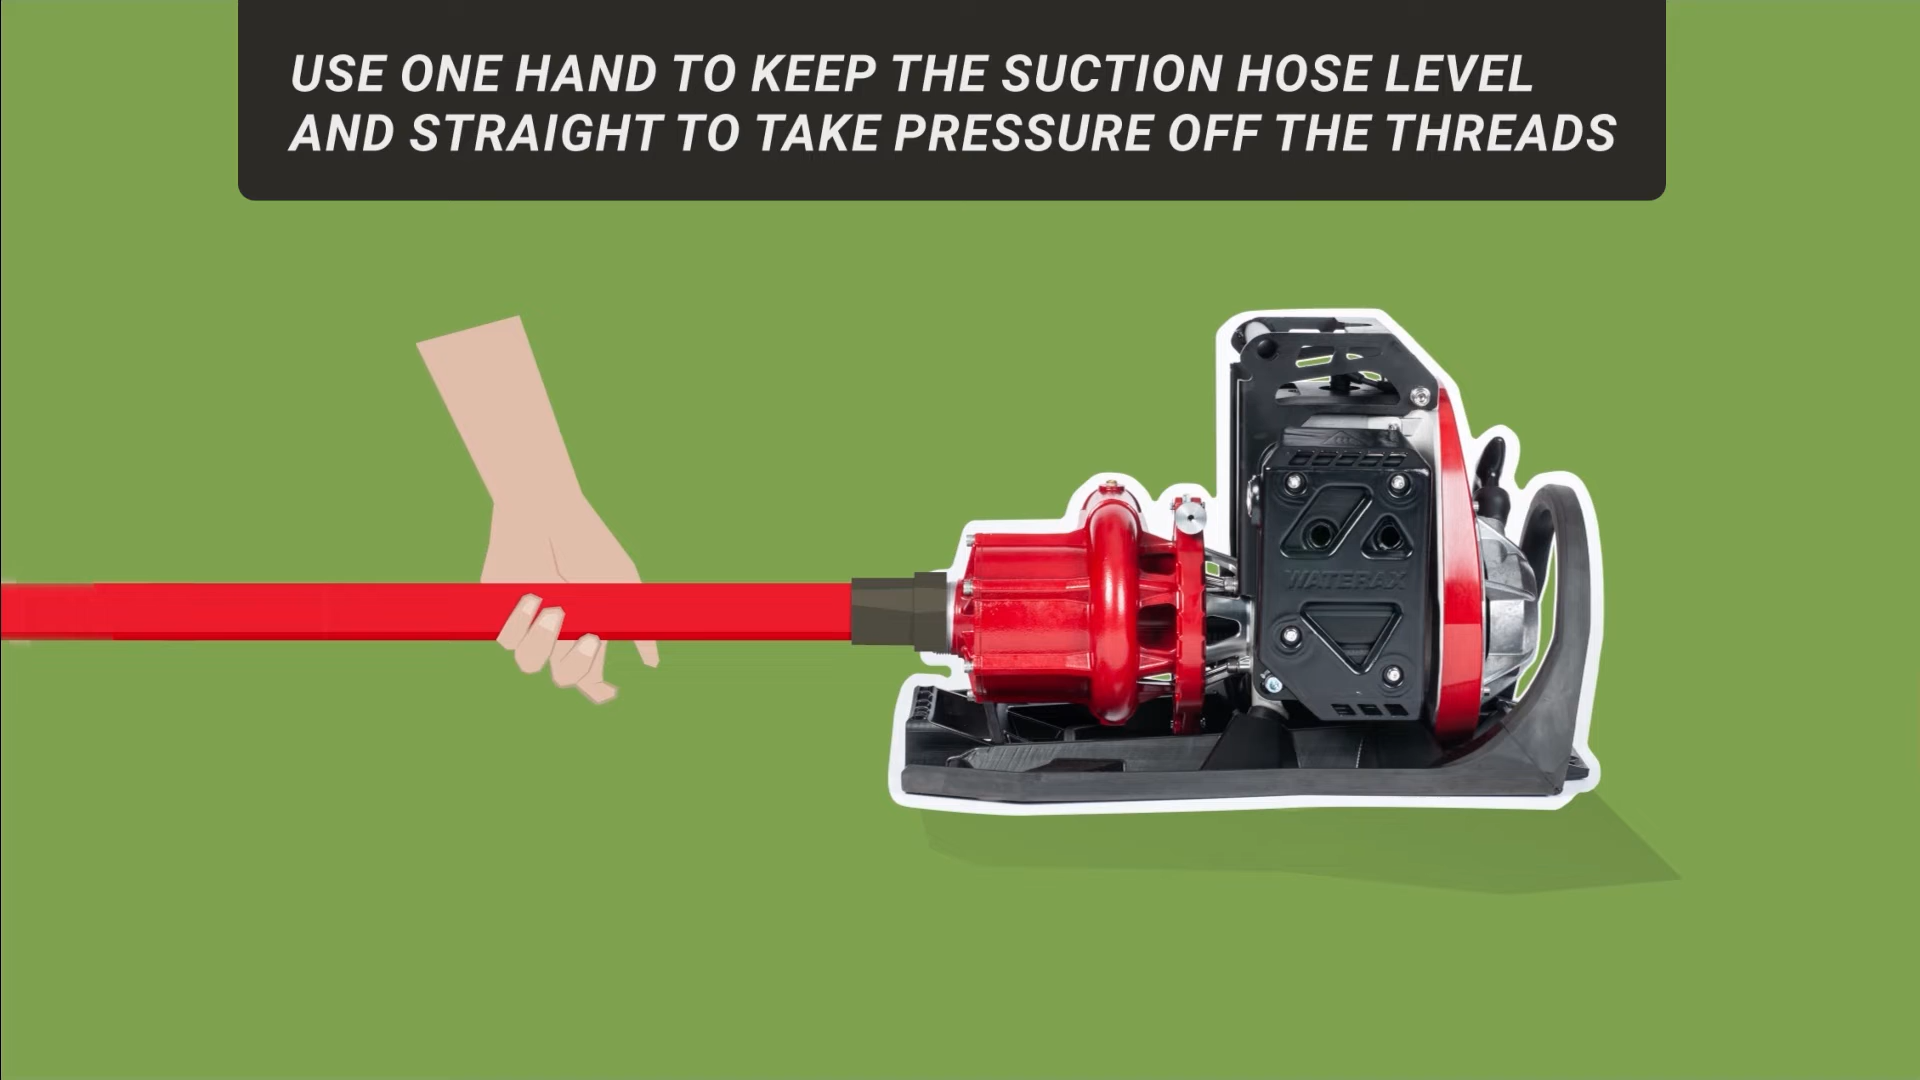 USE ONE HAND TO KEEP THE SUCTION HOSE LEVEL
AND STRAIGHT TO TAKE PRESSURE OFF THE THREADS
WATERAX